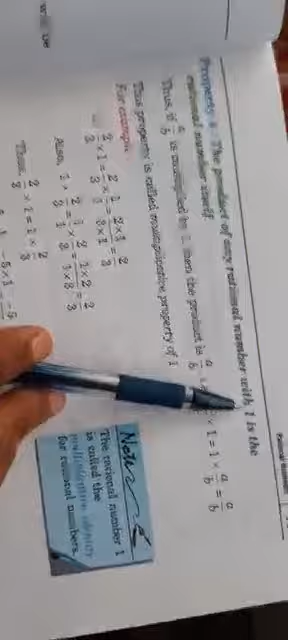 Rational Numbers
Property 4 The product of any rational number with 1 is the
rational number itself.
Thus, if a/b is multiplied by 1, then the product is a/b × 1 = 1 × a/b = a/b
This property is called multiplicative property of 1
For example,
2/3 × 1 = 2/3 × 1/1 = 2×1/3×1 = 2/3
Also, 1 × 2/3 = 1/1 × 2/3 = 1×2/1×3 = 2/3
Thus, 2/3 × 1 = 1 × 2/3
Note
The rational number 1
is called the
multiplicative identity
for rational numbers.